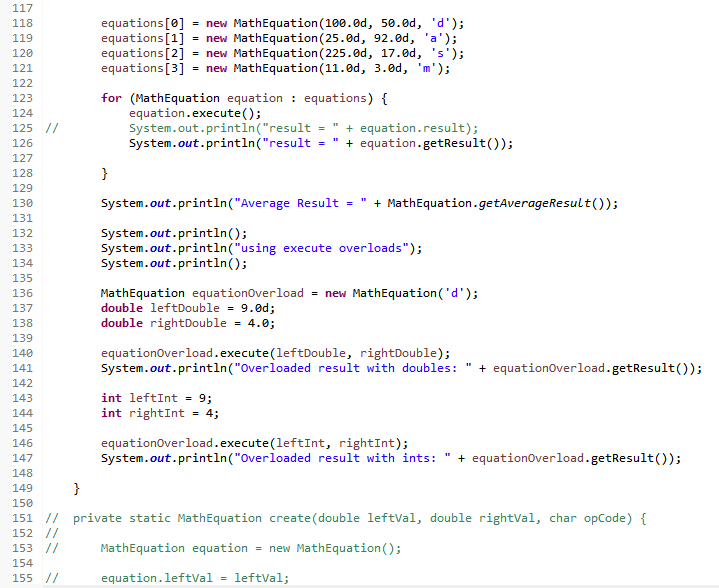 117
118 equations[0] = new MathEquation(100.0d, 50.0d, 'd');
119 equations[1] = new MathEquation(25.0d, 92.0d, 'a');
120 equations[2] = new MathEquation(225.0d, 17.0d, 's');
121 equations[3] = new MathEquation(11.0d, 3.0d, 'm');
122
123 for (MathEquation equation : equations) {
124 equation.execute();
125 // System.out.println("result = " + equation.result);
126 System.out.println("result = " + equation.getResult());
127
128 }
129
130 System.out.println("Average Result = " + MathEquation.getAverageResult());
131
132 System.out.println();
133 System.out.println("using execute overloads");
134 System.out.println();
135
136 MathEquation equationOverload = new MathEquation('d');
137 double leftDouble = 9.0d;
138 double rightDouble = 4.0;
139
140 equationOverload.execute(leftDouble, rightDouble);
141 System.out.println("Overloaded result with doubles: " + equationOverload.getResult());
142
143 int leftInt = 9;
144 int rightInt = 4;
145
146 equationOverload.execute(leftInt, rightInt);
147 System.out.println("Overloaded result with ints: " + equationOverload.getResult());
148
149 }
150
151 // private static MathEquation create(double leftVal, double rightVal, char opCode) {
152 //
153 // MathEquation equation = new MathEquation();
154
155 // equation.leftVal = leftVal;